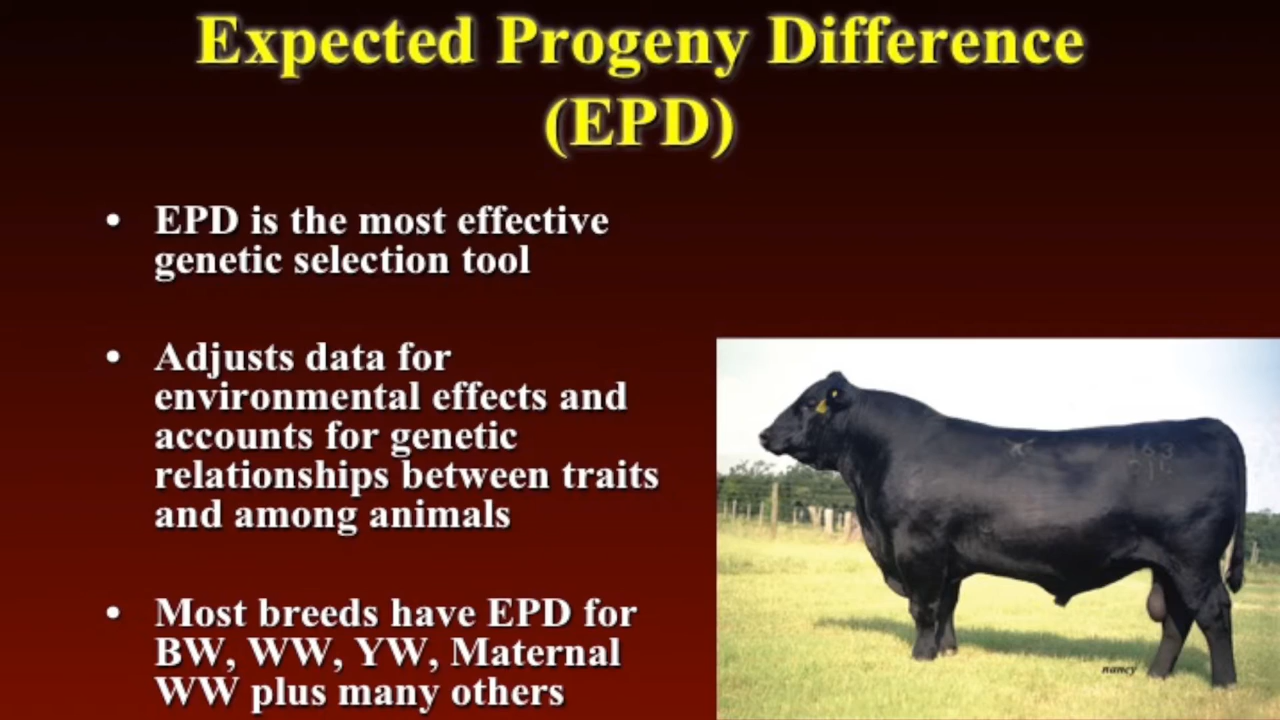 Expected Progeny Difference
(EPD)
• EPD is the most effective
genetic selection tool
• Adjusts data for
environmental effects and
accounts for genetic
relationships between traits
and among animals
• Most breeds have EPD for
BW, WW, YW, Maternal
WW plus many others
163
nancy